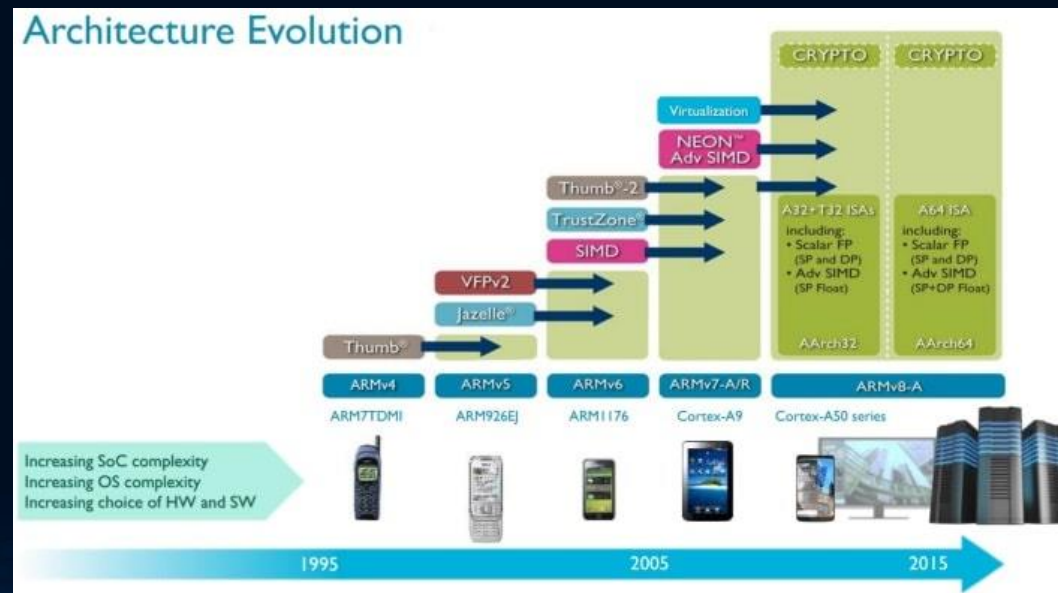 Architecture Evolution
CRYPTO
CRYPTO
Virtualization
NEON™
Adv SIMD
Thumb®-2
TrustZone®
SIMD
VFPv2
Jazelle®
Thumb®
A32+T32 ISAs
including:
• Scalar FP
(SP and DP)
• Adv SIMD
(SP Float)
AArch32
A64 ISA
including:
• Scalar FP
(SP and DP)
• Adv SIMD
(SP+DP Float)
AArch64
ARMv4
ARMv5
ARMv6
ARMv7-A/R
ARMv8-A
ARM7TDMI
ARM926EJ
ARM1176
Cortex-A9
Cortex-A50 series
Increasing SoC complexity
Increasing OS complexity
Increasing choice of HW and SW
1995
2005
2015